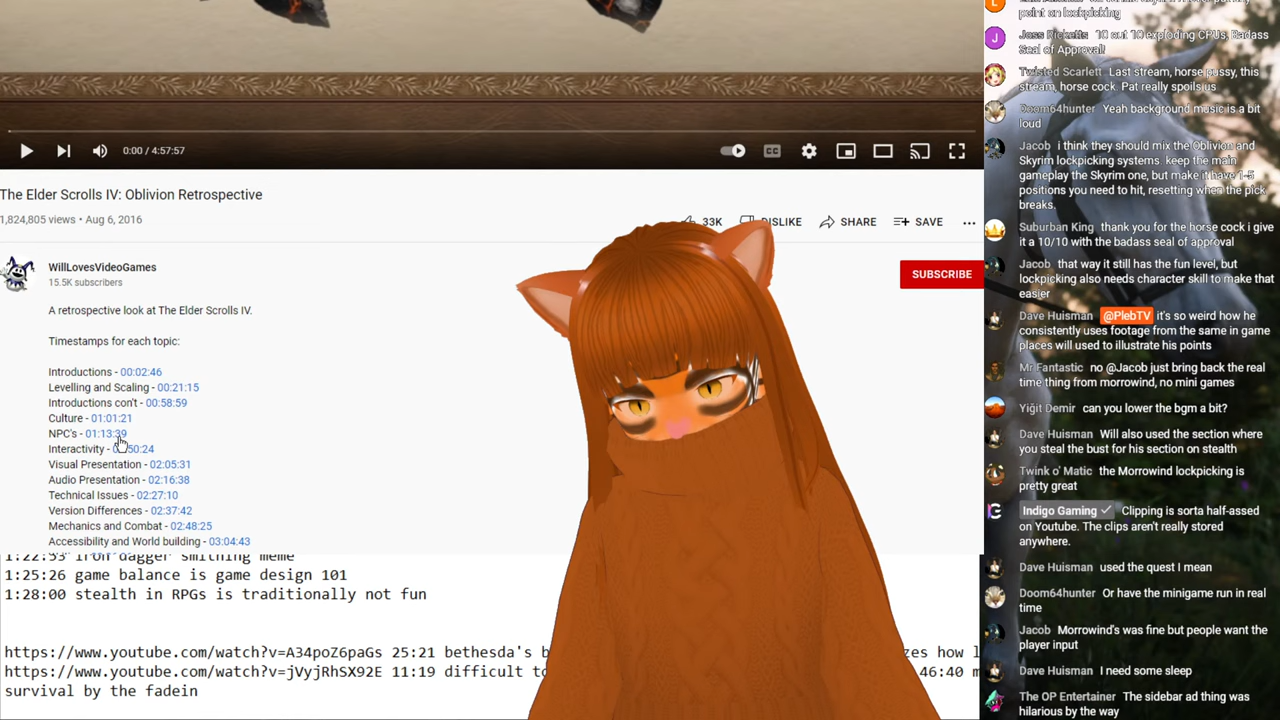 0:00 / 4:57:57
The Elder Scrolls IV: Oblivion Retrospective
1,824,805 views • Aug 6, 2016
33K
DISLIKE
SHARE
SAVE
WillLovesVideoGames
15.5K subscribers
SUBSCRIBE
A retrospective look at The Elder Scrolls IV.
Timestamps for each topic:
Introductions - 00:02:46
Levelling and Scaling - 00:21:15
Introductions con't - 00:58:59
Culture - 01:01:21
NPC's - 01:13:39
Interactivity - 50:24
Visual Presentation - 02:05:31
Audio Presentation - 02:16:38
Technical Issues - 02:27:10
Version Differences - 02:37:42
Mechanics and Combat - 02:48:25
Accessibility and World building - 03:04:43
1:22:53 iron dagger smithing meme
1:25:26 game balance is game design 101
1:28:00 stealth in RPGs is traditionally not fun
https://www.youtube.com/watch?v=A34poZ6paGs 25:21 bethesda's b
zes how l
https://www.youtube.com/watch?v=jVyjRhSX92E 11:19 difficult to
46:40 m
survival by the fadein
point on lockpicking
Joss Ricketts 10 out 10 exploding CPUs, Badass
Seal of Approval!
Twisted Scarlett Last stream, horse pussy, this
stream, horse cock. Pat really spoils us
Doom64hunter Yeah background music is a bit
loud
Jacob i think they should mix the Oblivion and
Skyrim lockpicking systems. keep the main
gameplay the Skyrim one, but make it have 1-5
positions you need to hit, resetting when the pick
breaks.
Suburban King thank you for the horse cock i give
it a 10/10 with the badass seal of approval
Jacob that way it still has the fun level, but
lockpicking also needs character skill to make that
easier
Dave Huisman @PlebTV it's so weird how he
consistently uses footage from the same in game
places will used to illustrate his points
Mr Fantastic no @Jacob just bring back the real
time thing from morrowind, no mini games
Yiğit Demir can you lower the bgm a bit?
Dave Huisman Will also used the section where
you steal the bust for his section on stealth
Twink o' Matic the Morrowind lockpicking is
pretty great
Indigo Gaming ✓ Clipping is sorta half-assed
on Youtube. The clips aren't really stored
anywhere.
Dave Huisman used the quest I mean
Doom64hunter Or have the minigame run in real
time
Jacob Morrowind's was fine but people want the
player input
Dave Huisman I need some sleep
The OP Entertainer The sidebar ad thing was
hilarious by the way